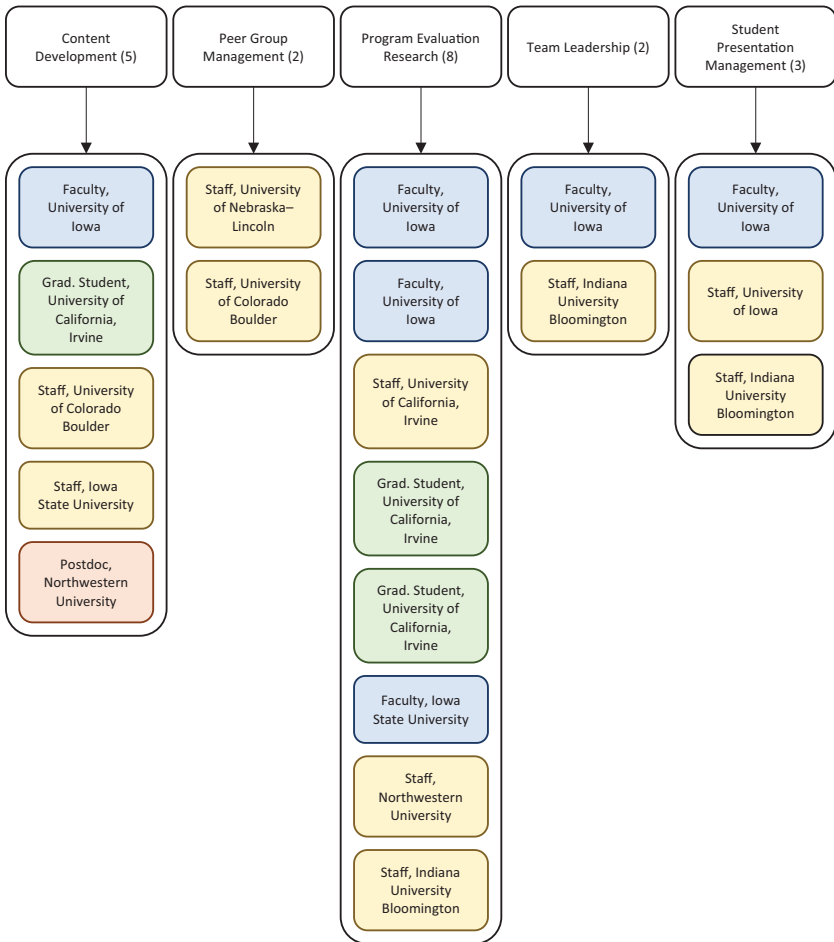 Content
Development (5)
Peer Group
Management (2)
Program Evaluation
Research (8)
Team Leadership (2)
Student
Presentation
Management (3)
Faculty,
University of
Iowa
Grad. Student,
University of
California,
Irvine
Staff, University
of Colorado
Boulder
Staff, Iowa
State University
Postdoc,
Northwestern
University
Staff, University
of Nebraska–
Lincoln
Staff, University
of Colorado
Boulder
Faculty,
University of
Iowa
Faculty,
University of
Iowa
Staff, University
of California,
Irvine
Grad. Student,
University of
California,
Irvine
Grad. Student,
University of
California,
Irvine
Faculty, Iowa
State University
Staff,
Northwestern
University
Staff, Indiana
University
Bloomington
Faculty,
University of
Iowa
Staff, Indiana
University
Bloomington
Faculty,
University of
Iowa
Staff, University
of Iowa
Staff, Indiana
University
Bloomington